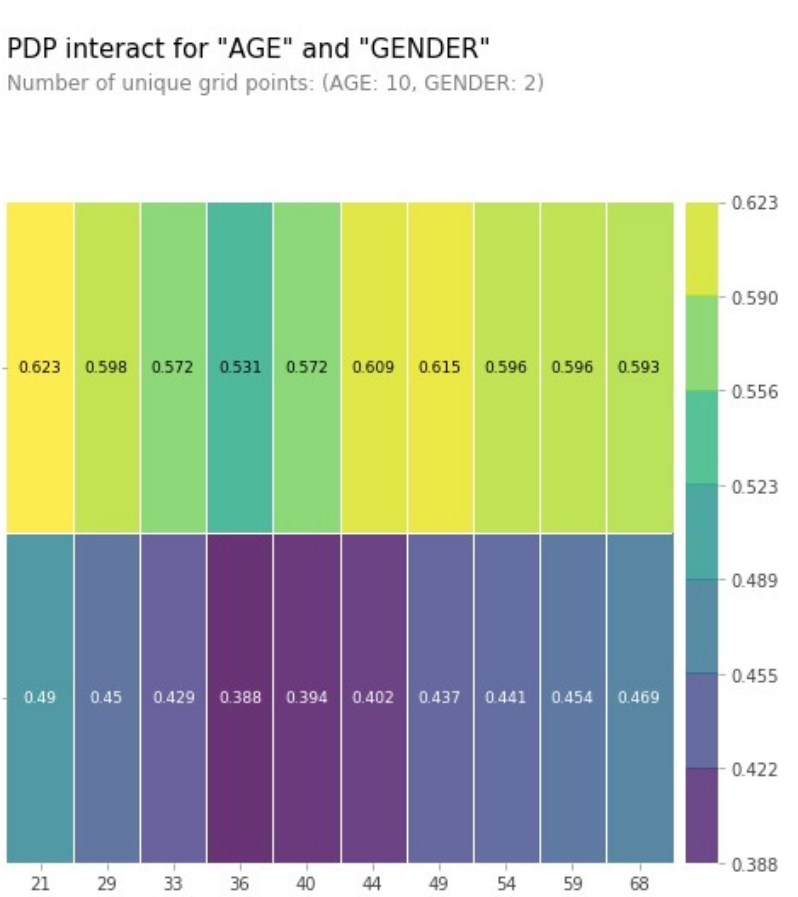 PDP interact for "AGE" and "GENDER"
Number of unique grid points: (AGE: 10, GENDER: 2)
0.623
0.590
0.623 0.598 0.572 0.531 0.572 0.609 0.615 0.596 0.596 0.593
0.556
0.523
0.489
0.455
0.49 0.45 0.429 0.388 0.394 0.402 0.437 0.441 0.454 0.469
0.422
0.388
21 29 33 36 40 44 49 54 59 68